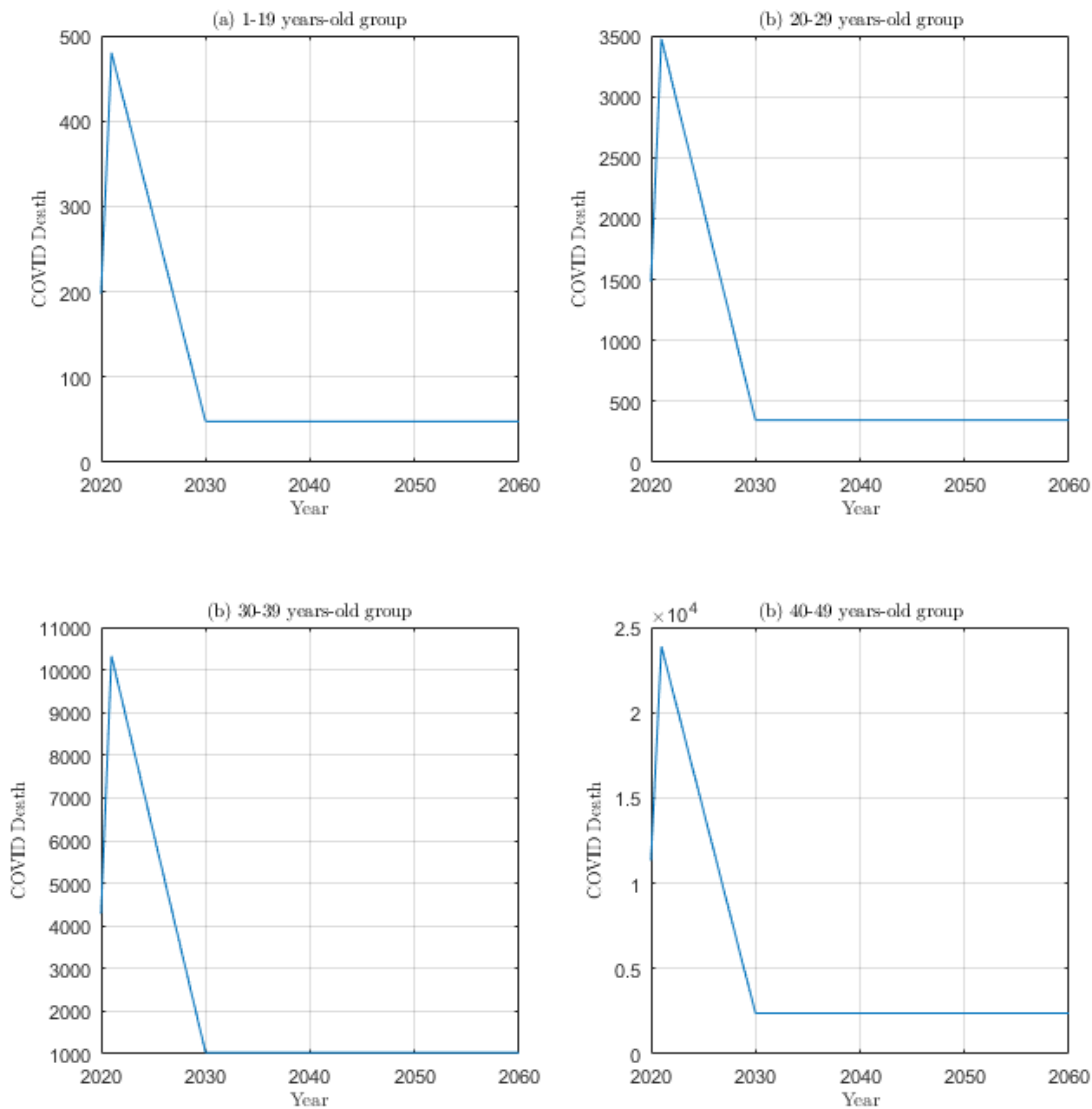 (a) 1-19 years-old group
500
400
300
200
100
0
COVID Death
2020 2030 2040 2050 2060
Year
(b) 20-29 years-old group
3500
3000
2500
2000
1500
1000
500
0
COVID Death
2020 2030 2040 2050 2060
Year
(b) 30-39 years-old group
11000
10000
9000
8000
7000
6000
5000
4000
3000
2000
1000
COVID Death
2020 2030 2040 2050 2060
Year
(b) 40-49 years-old group
×10⁴
2.5
2
1.5
1
0.5
0
COVID Death
2020 2030 2040 2050 2060
Year